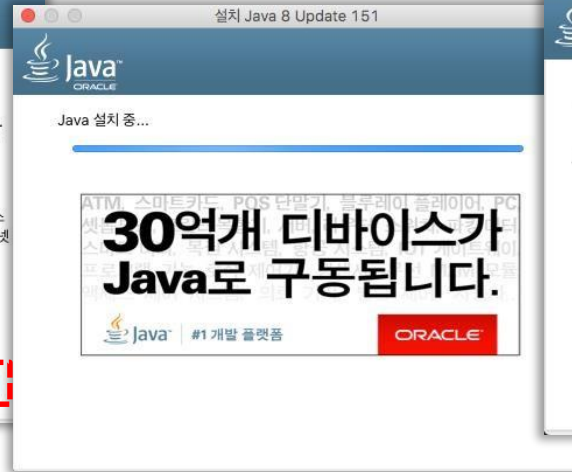 설치 Java 8 Update 151
Java
ORACLE
Java 설치 중...
ATM, 스마트카드, POS 단말기, 블루레이 플레이어, PC
30억개 디바이스가
Java로 구동됩니다.
Java #1 개발 플랫폼
ORACLE